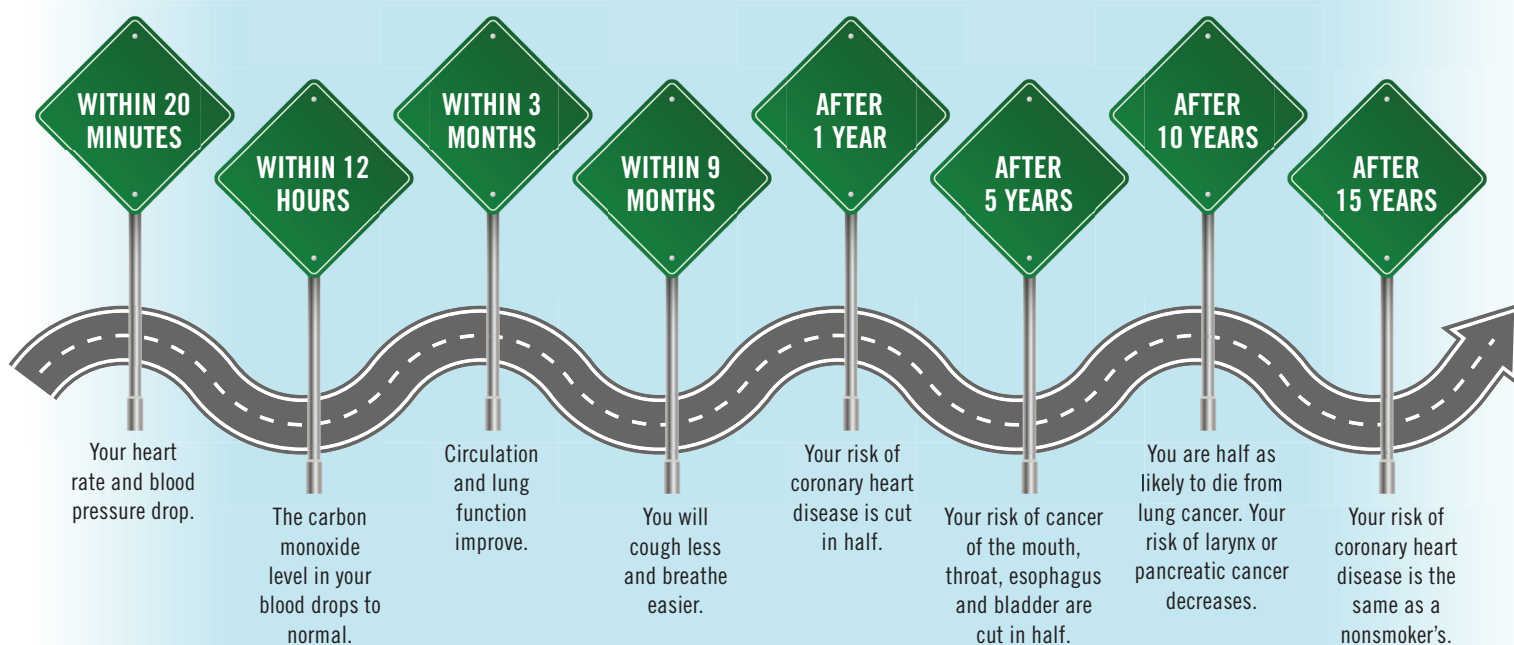 WITHIN 20
MINUTES
Your heart
rate and blood
pressure drop.
WITHIN 12
HOURS
The carbon
monoxide
level in your
blood drops to
normal.
WITHIN 3
MONTHS
Circulation
and lung
function
improve.
WITHIN 9
MONTHS
You will
cough less
and breathe
easier.
AFTER
1 YEAR
Your risk of
coronary heart
disease is cut
in half.
AFTER
5 YEARS
Your risk of cancer
of the mouth,
throat, esophagus
and bladder are
cut in half.
AFTER
10 YEARS
You are half as
likely to die from
lung cancer. Your
risk of larynx or
pancreatic cancer
decreases.
AFTER
15 YEARS
Your risk of
coronary heart
disease is the
same as a
nonsmoker's.